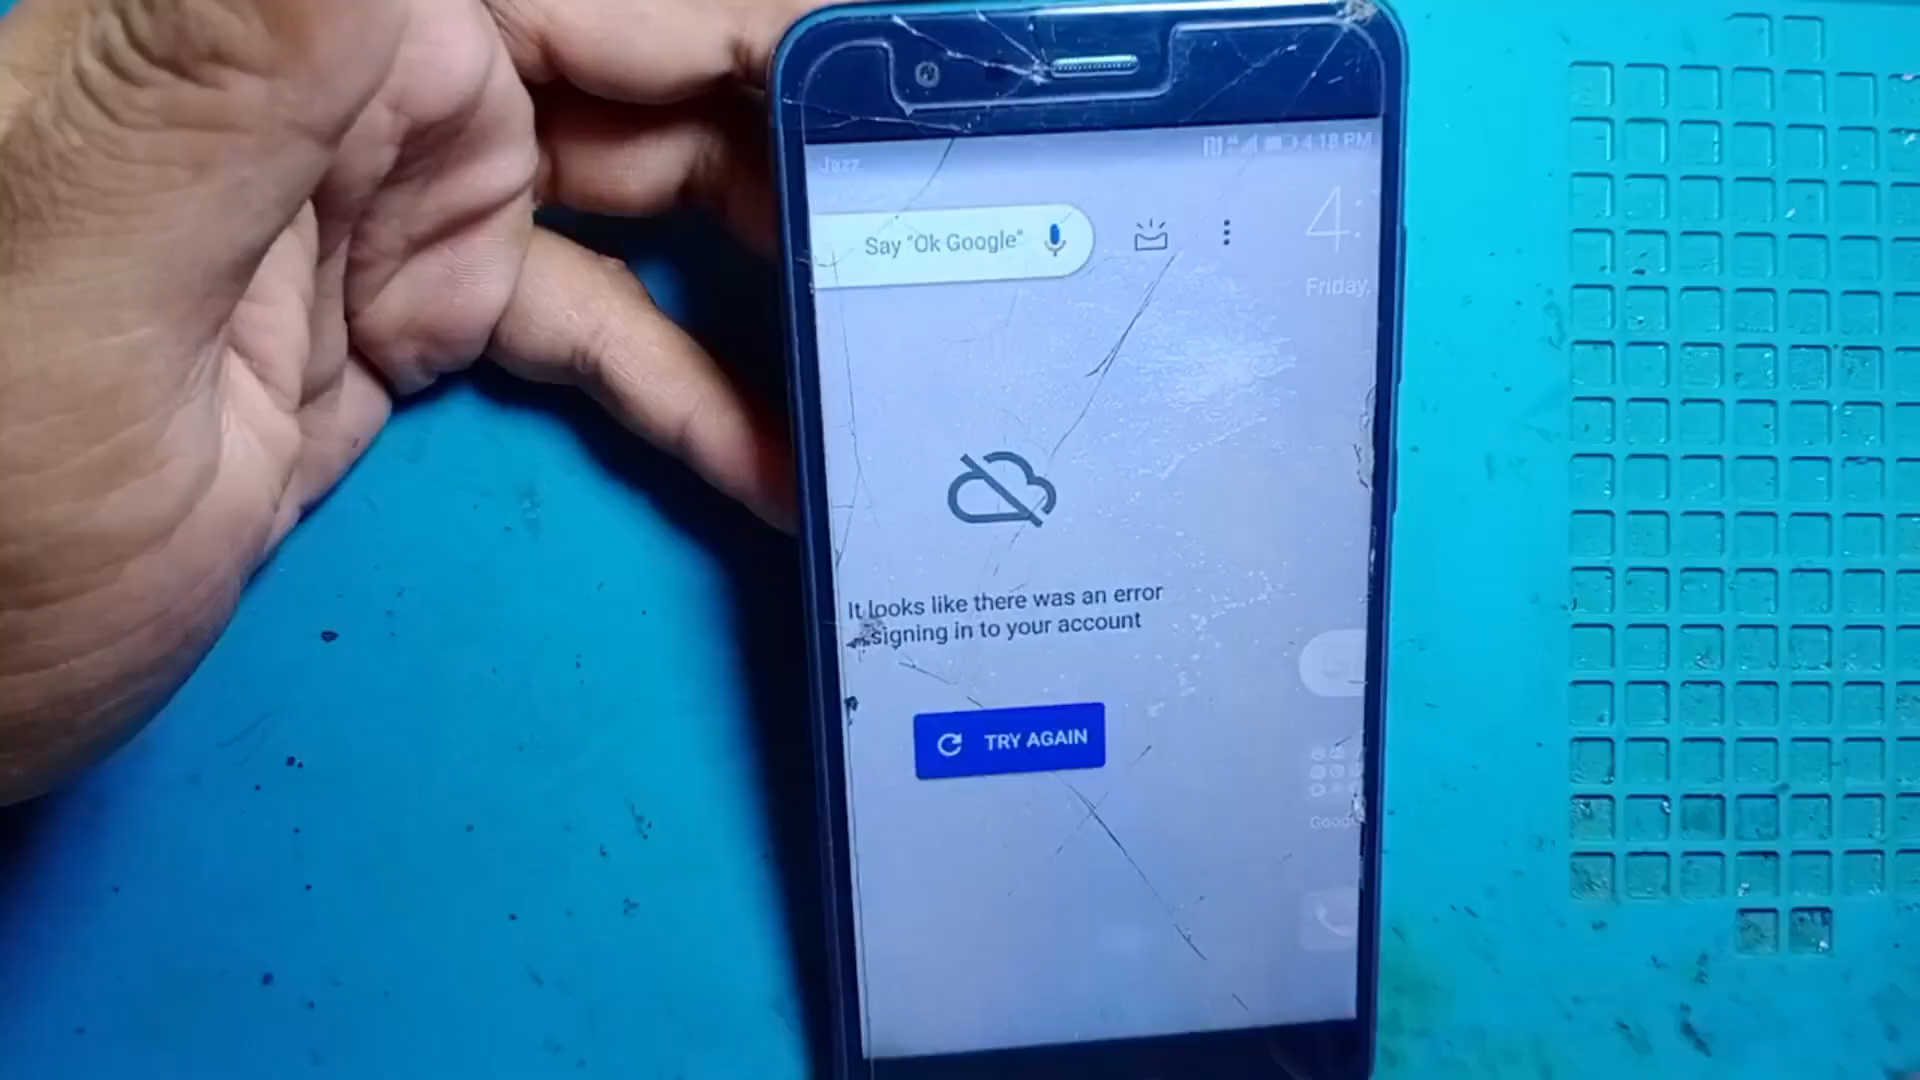 Jazz
4:18 PM
Say "Ok Google"
4:
Friday,
It looks like there was an error
signing in to your account
TRY AGAIN
Goog